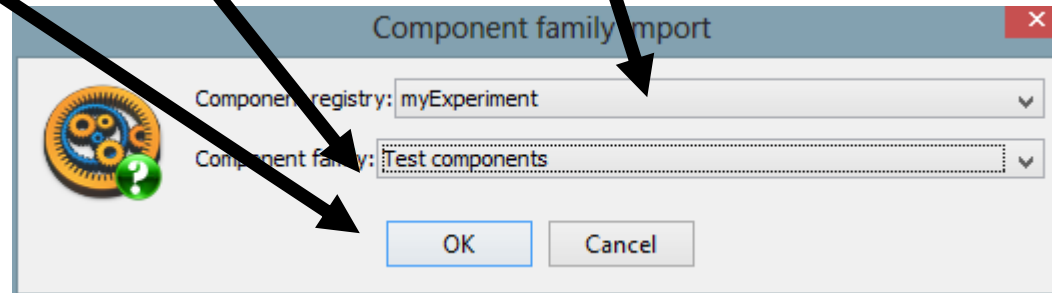 Component family import
Component registry: myExperiment
Component family: Test components
OK Cancel